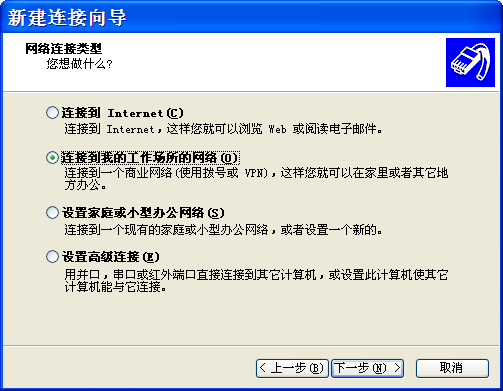 新建连接向导
网络连接类型
您想做什么?
连接到 Internet(C)
连接到 Internet,这样您就可以浏览 Web 或阅读电子邮件。
连接到我的工作场所的网络(O)
连接到一个商业网络(使用拨号或 VPN),这样您就可以在家里或者其它地
方办公。
设置家庭或小型办公网络(S)
连接到一个现有的家庭或小型办公网络,或者设置一个新的。
设置高级连接(E)
用并口,串口或红外端口直接连接到其它计算机,或设置此计算机使其它
计算机能与它连接。
< 上一步(B) 下一步(N) > 取消